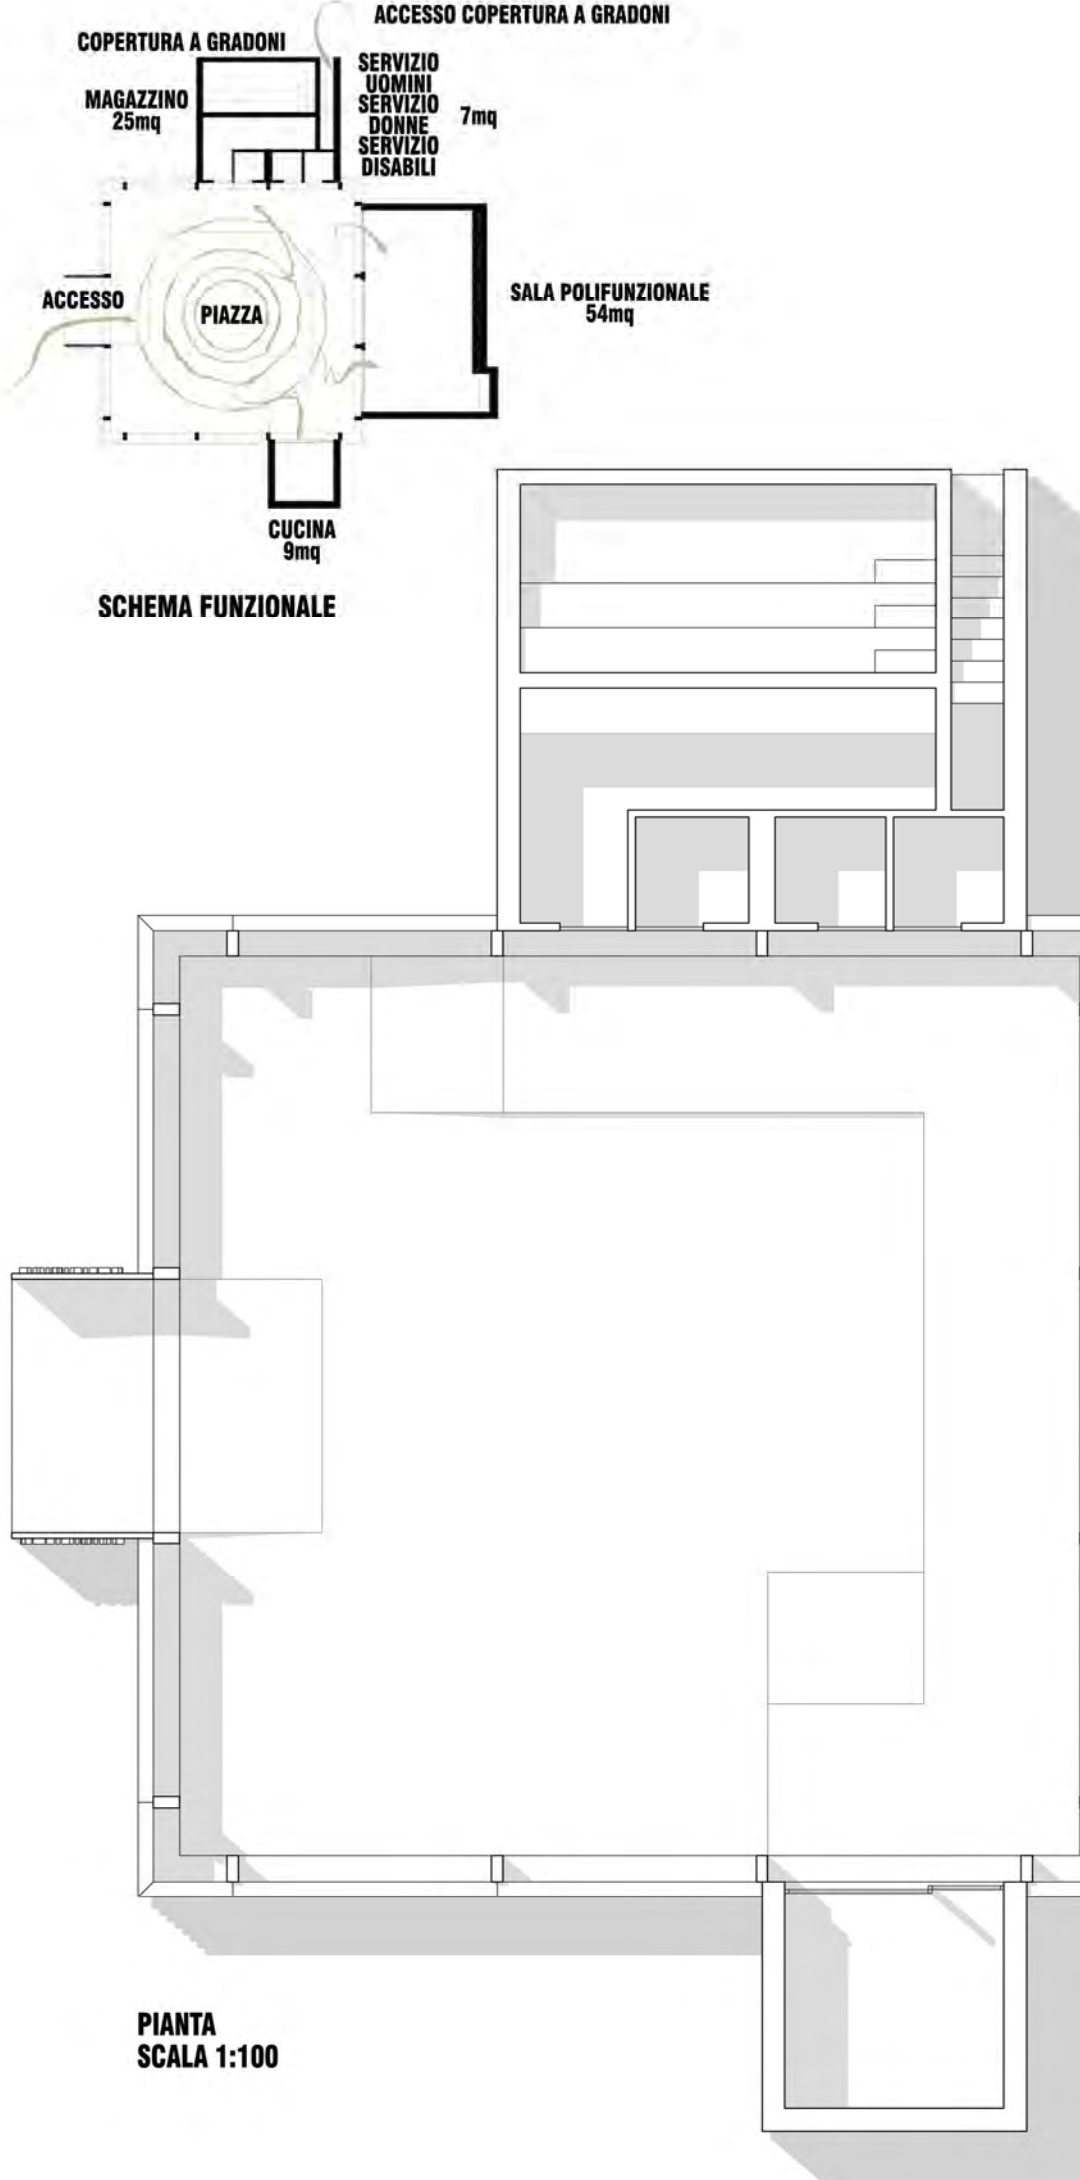 ACCESSO COPERTURA A GRADONI
COPERTURA A GRADONI
MAGAZZINO
25mq
SERVIZIO
UOMINI
SERVIZIO
DONNE
SERVIZIO
DISABILI
7mq
ACCESSO
PIAZZA
SALA POLIFUNZIONALE
54mq
CUCINA
9mq
SCHEMA FUNZIONALE
PIANTA
SCALA 1:100